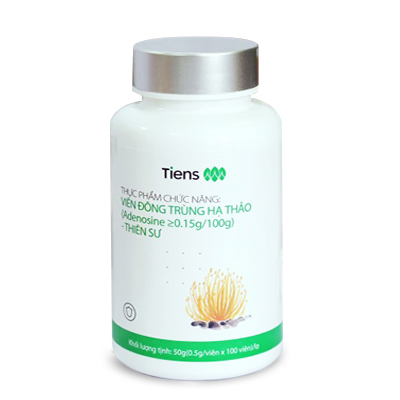 Tiens
THỰC PHẨM CHỨC NĂNG:
VIÊN ĐÔNG TRÙNG HẠ THẢO
(Adenosine ≥0.15g/100g)
- THIÊN SƯ
Khối lượng tịnh: 50g(0.5g/viên x 100 viên)/lọ